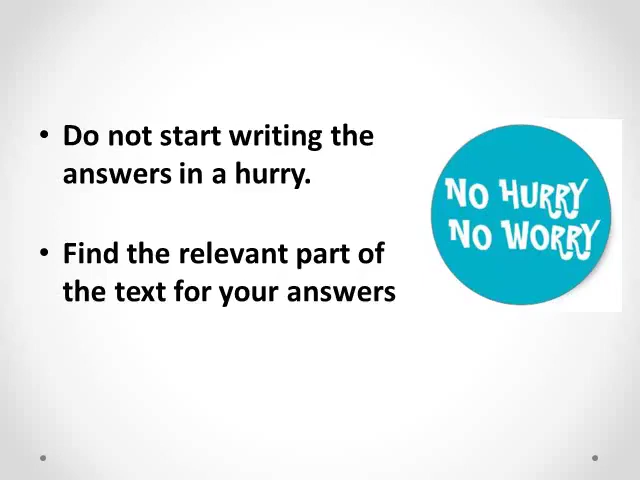 • Do not start writing the
answers in a hurry.
• Find the relevant part of
the text for your answers
NO HURRY
NO WORRY